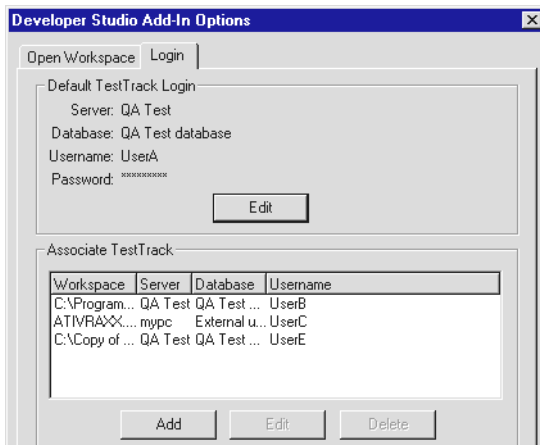 Developer Studio Add-In Options
Open Workspace Login
Default TestTrack Login
Server: QA Test
Database: QA Test database
Username: UserA
Password: *********
Edit
Associate TestTrack
Workspace Server Database Username
C:\Program... QA Test QA Test ... UserB
ATIVRAXX.... mypc External u... UserC
C:\Copy of ... QA Test QA Test ... UserE
Add Edit Delete